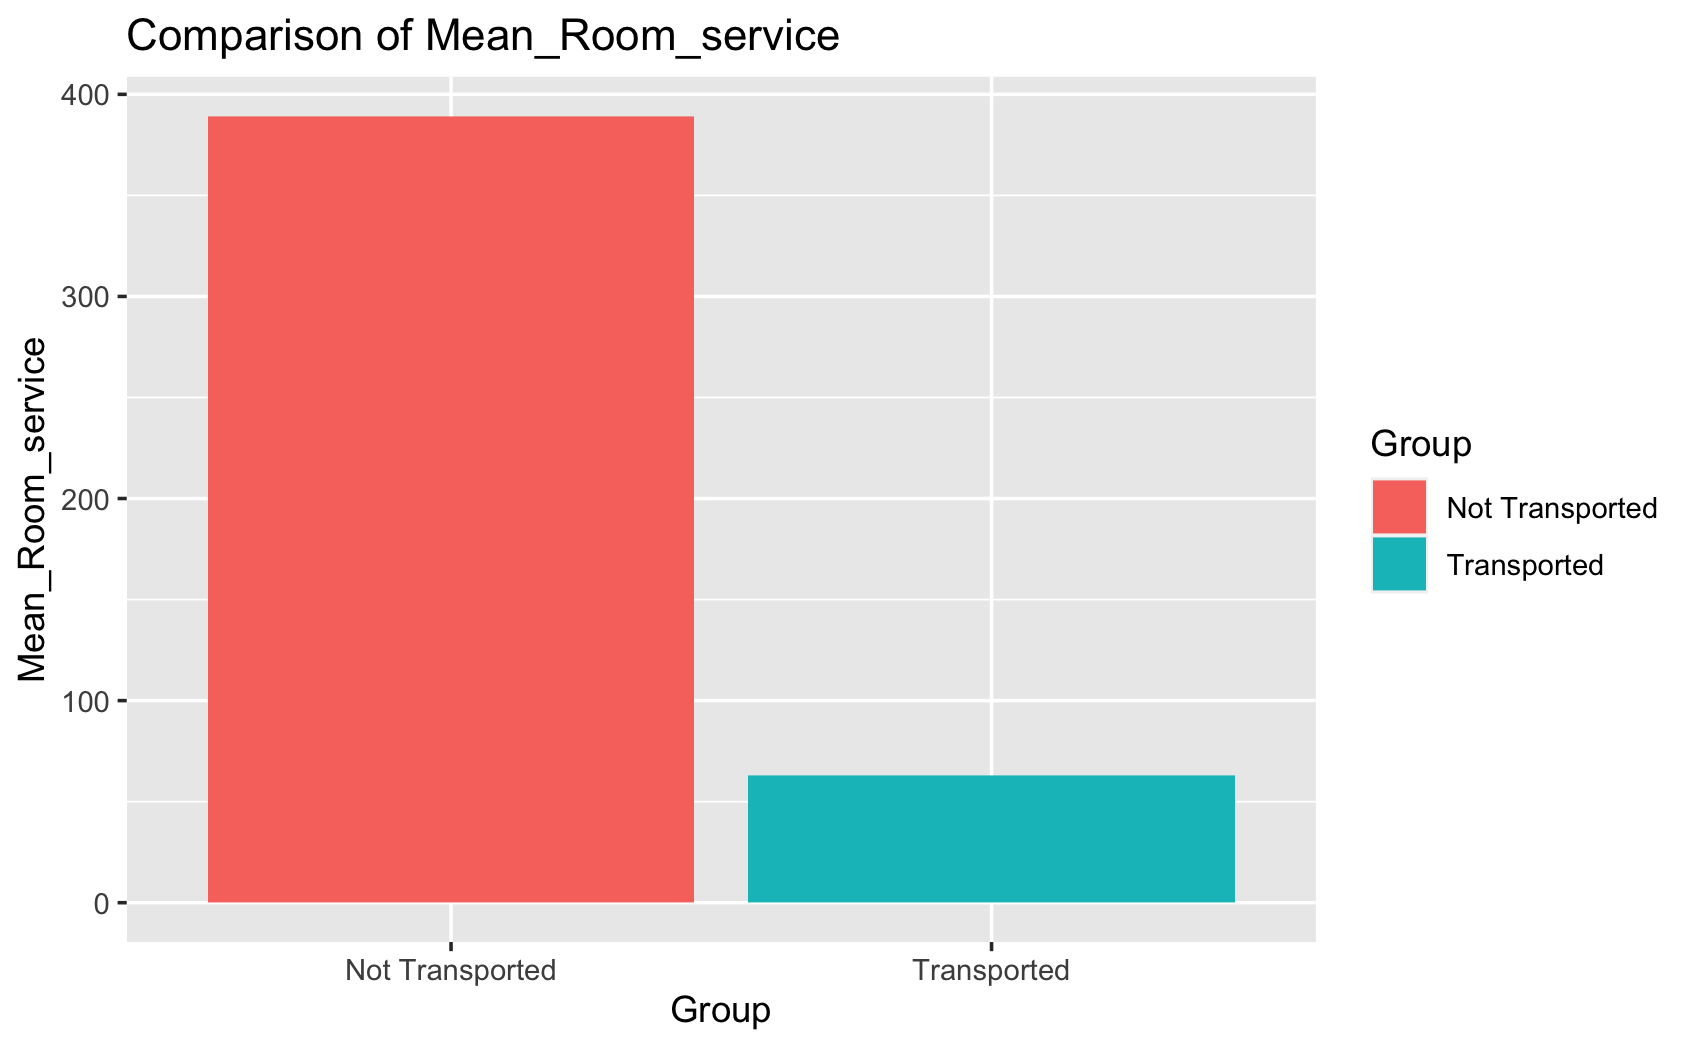 Comparison of Mean_Room_service
Mean_Room_service
400
300
200
100
0
Not Transported
Transported
Group
Group
Not Transported
Transported